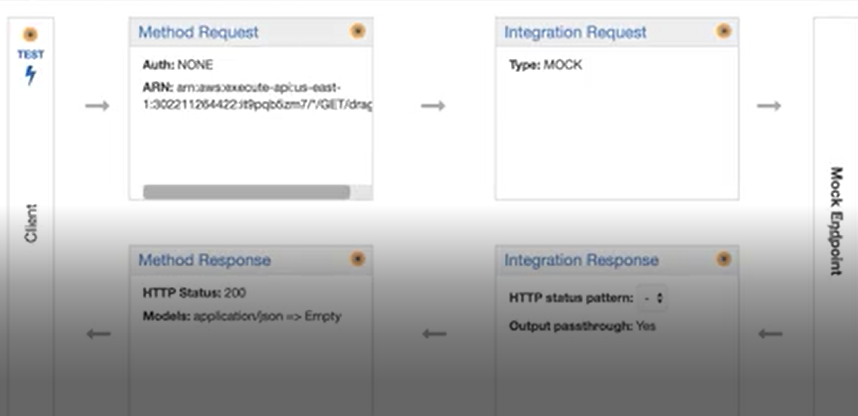 TEST
Client
Method Request
Auth: NONE
ARN: arn:aws:execute-api:us-east-
1:302211264422:it9pqb5zm7/*/GET/drag
Integration Request
Type: MOCK
Mock Endpoint
Method Response
HTTP Status: 200
Models: application/json => Empty
Integration Response
HTTP status pattern: -
Output passthrough: Yes